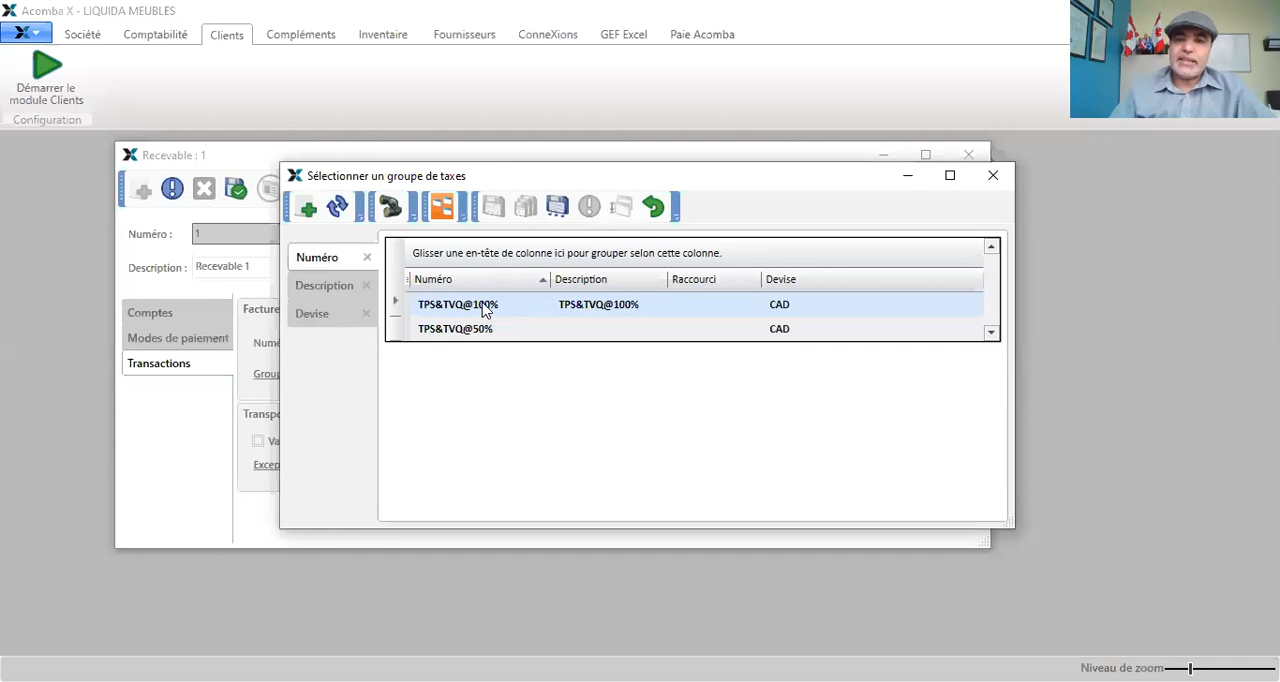 Acomba X - LIQUIDA MEUBLES
Société Comptabilité Clients Compléments Inventaire Fournisseurs ConneXions GEF Excel Paie Acomba
Démarrer le
module Clients
Configuration
Recevable : 1
Sélectionner un groupe de taxes
Numéro : 1
Description : Recevable 1
Comptes
Modes de paiement
Transactions
Facture
Numé
Group
Transpo
Va
Excep
Numéro
Description
Devise
Glisser une en-tête de colonne ici pour grouper selon cette colonne.
Numéro Description Raccourci Devise
TPS&TVQ@100% TPS&TVQ@100% CAD
TPS&TVQ@50% CAD
Niveau de zoom